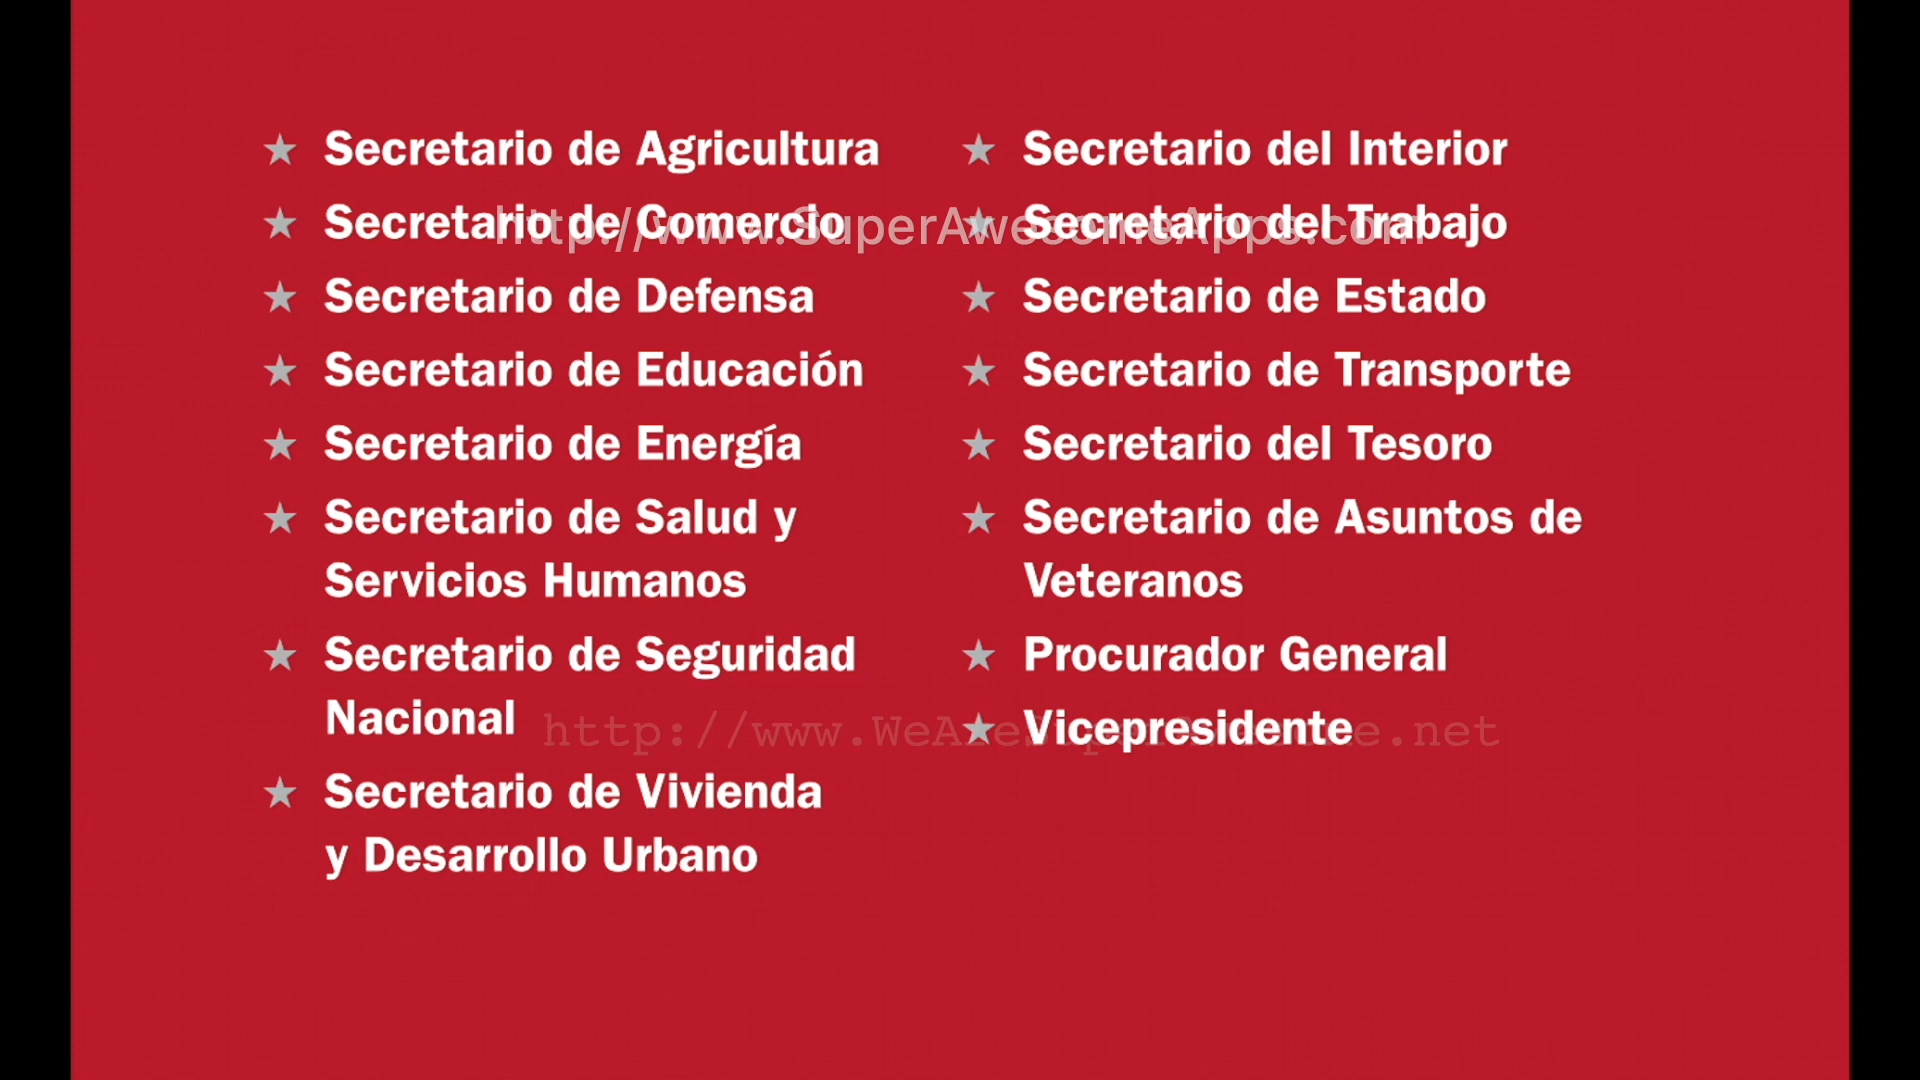 Secretario de Agricultura
Secretario de Comercio
Secretario de Defensa
Secretario de Educación
Secretario de Energía
Secretario de Salud y
Servicios Humanos
Secretario de Seguridad
Nacional
Secretario de Vivienda
y Desarrollo Urbano
Secretario del Interior
Secretario del Trabajo
Secretario de Estado
Secretario de Transporte
Secretario del Tesoro
Secretario de Asuntos de
Veteranos
Procurador General
Vicepresidente
http://www.SuperAwesomeApps.com